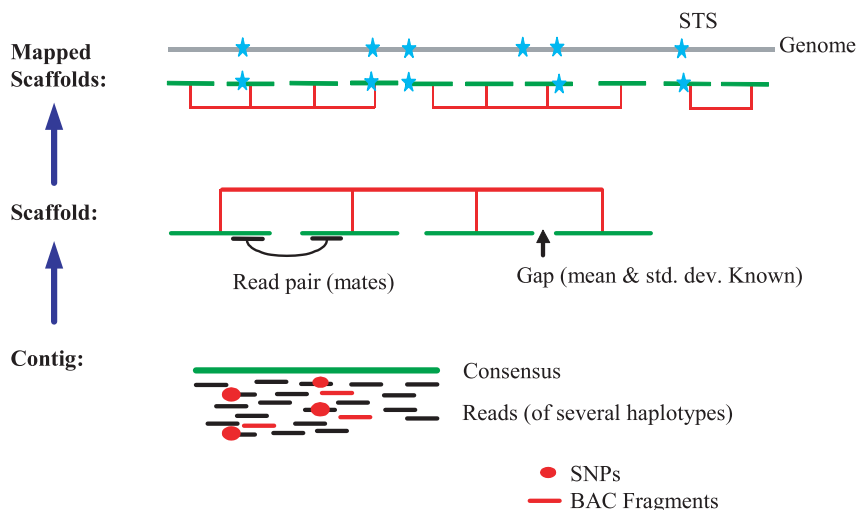 STS
Genome
Mapped
Scaffolds:
Scaffold:
Read pair (mates)
Gap (mean & std. dev. Known)
Contig:
Consensus
Reads (of several haplotypes)
SNPs
BAC Fragments